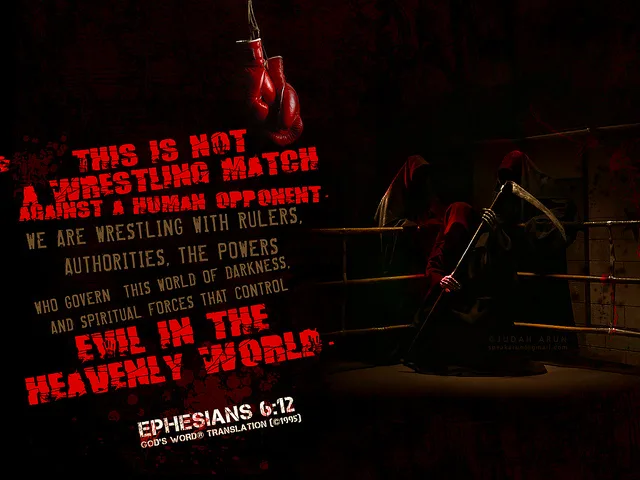 THIS IS NOT
A WRESTLING MATCH
AGAINST A HUMAN OPPONENT.
WE ARE WRESTLING WITH RULERS,
AUTHORITIES, THE POWERS
WHO GOVERN THIS WORLD OF DARKNESS,
AND SPIRITUAL FORCES THAT CONTROL
EVIL IN THE
HEAVENLY WORLD.
EPHESIANS 6:12
GOD'S WORD® TRANSLATION (©1995)
©JUDAH ARUN